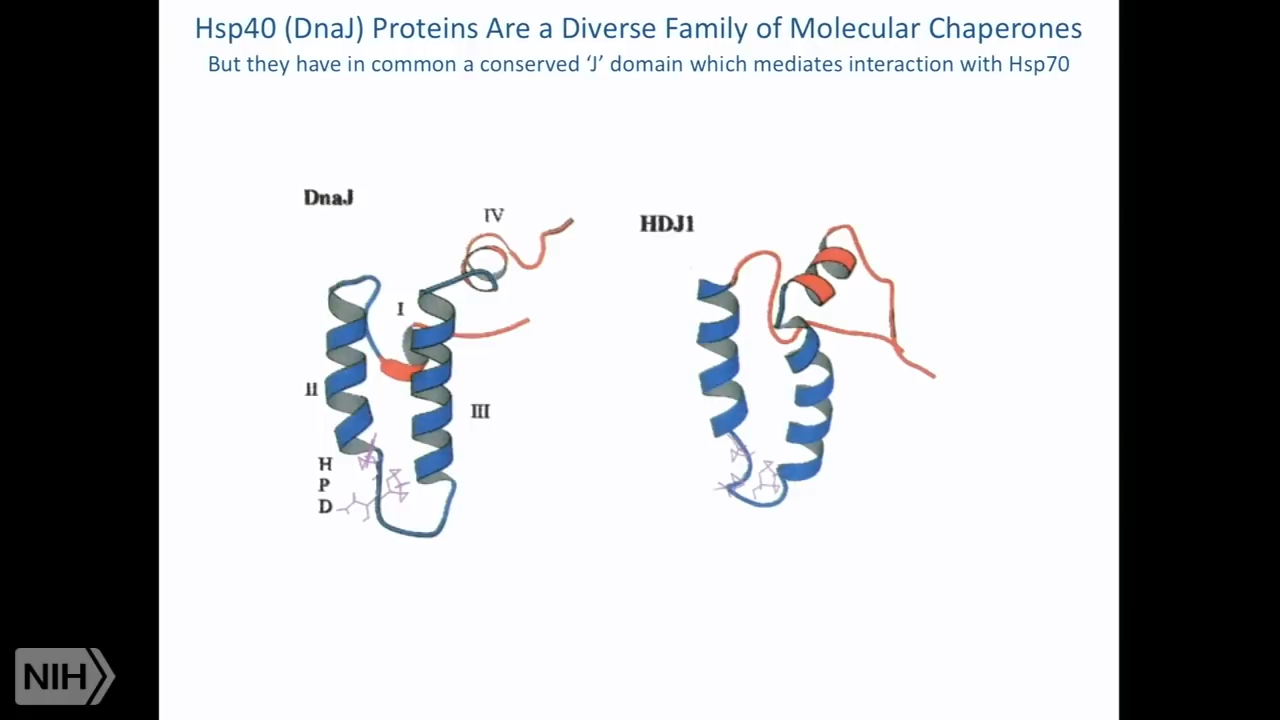 Hsp40 (DnaJ) Proteins Are a Diverse Family of Molecular Chaperones
But they have in common a conserved ‘J’ domain which mediates interaction with Hsp70
DnaJ
IV
HDJ1
I
II
III
H
P
D
NIH